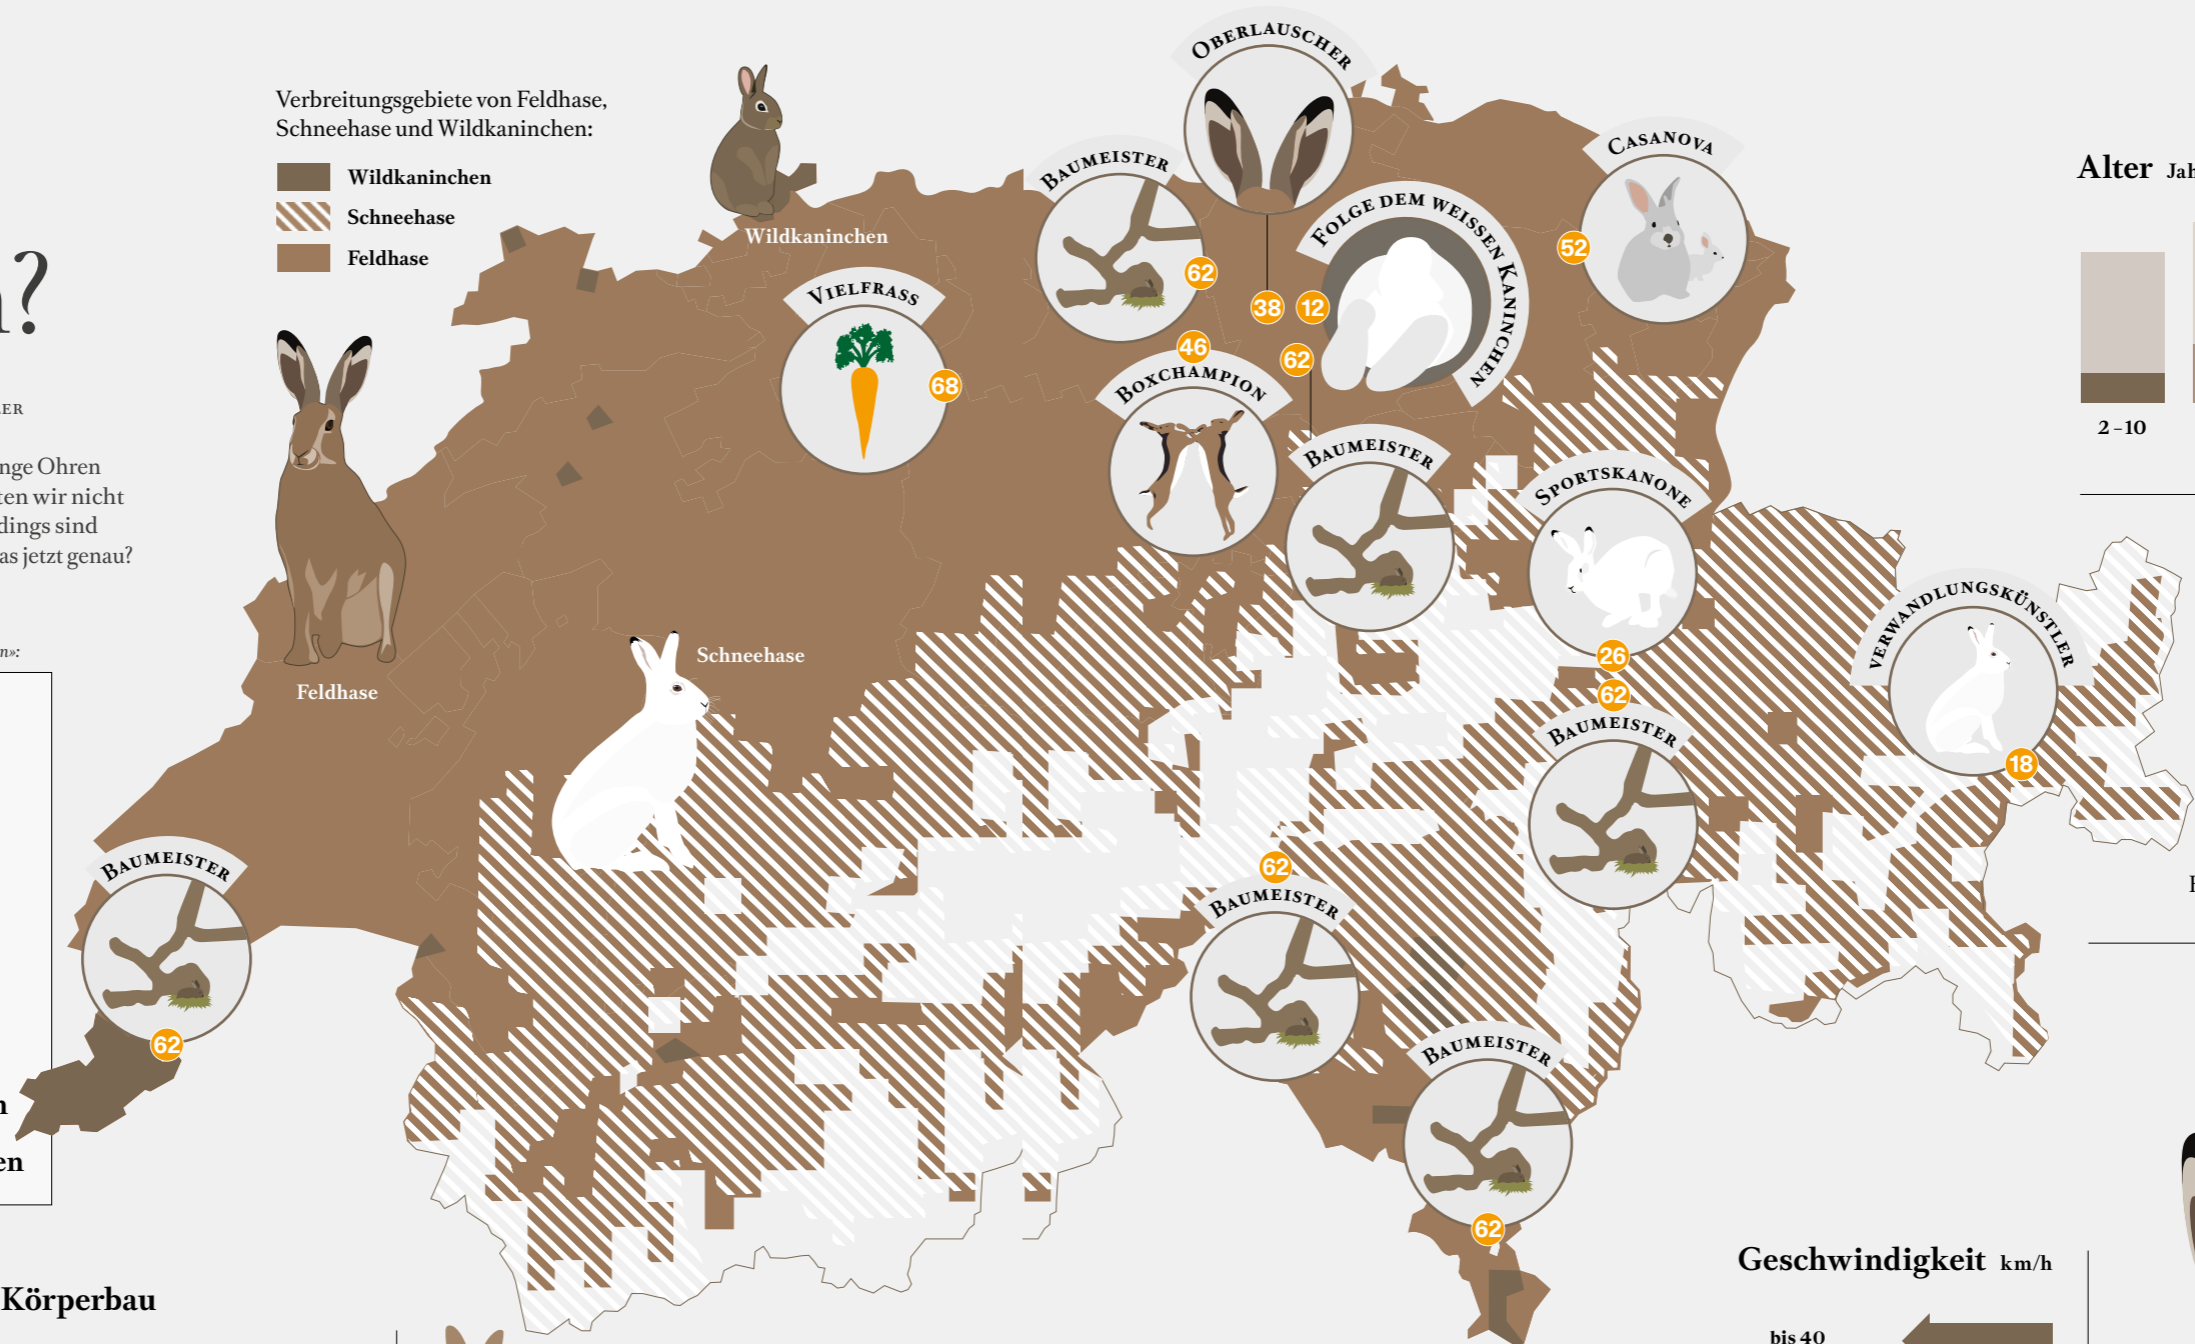 Verbreitungsgebiete von Feldhase,
Schneehase und Wildkaninchen:
Wildkaninchen
Schneehase
Feldhase
?
nge Ohren
ten wir nicht
dings sind
as jetzt genau?
n»:
en
Körperbau
OBERLAUSCHER
38
BAUMEISTER
62
FOLGE DEM WEISSEN KANINCHEN
12
CASANOVA
52
Wildkaninchen
VIELFRASS
68
46
BOXCHAMPION
62
BAUMEISTER
SPORTSKANONE
26
VERWANDLUNGSKÜNSTLER
18
Schneehase
Feldhase
62
BAUMEISTER
BAUMEISTER
62
62
BAUMEISTER
BAUMEISTER
62
Alter Jah
2–10
Geschwindigkeit km/h
bis 40